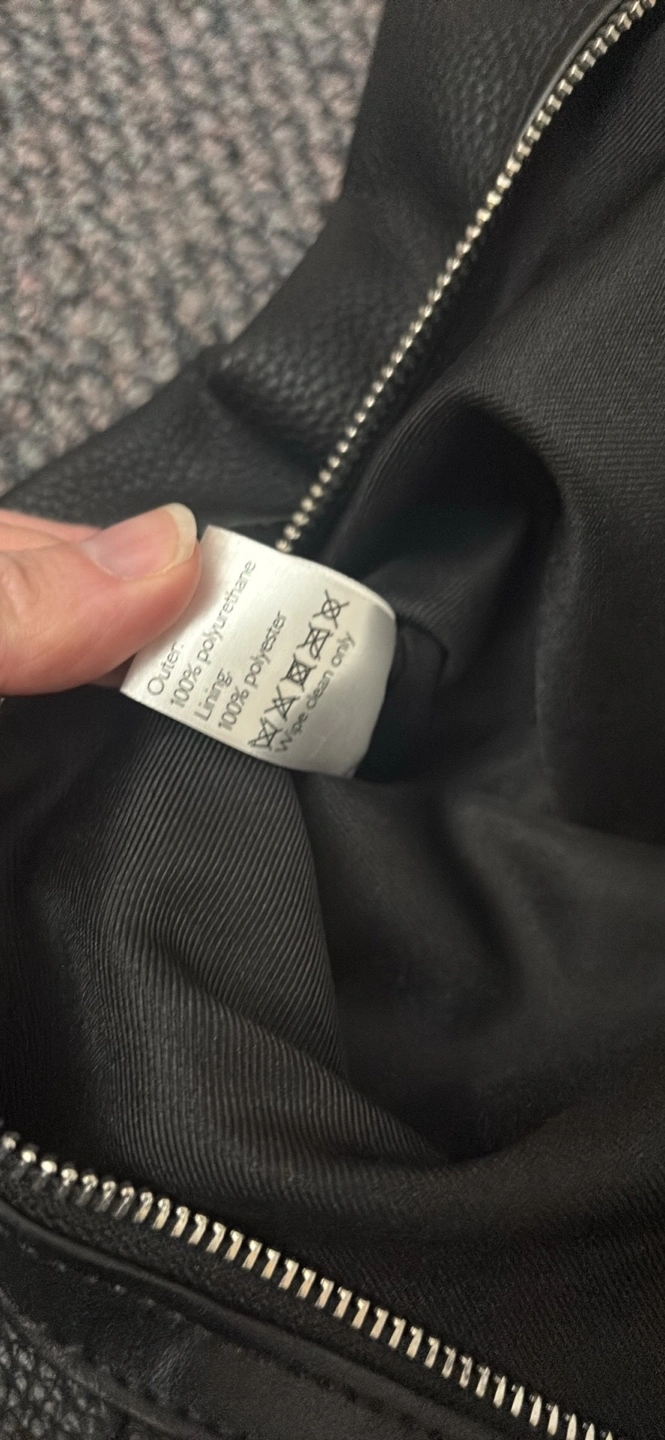 Outer:
100% polyurethane
Lining:
100% polyester
Wipe clean only